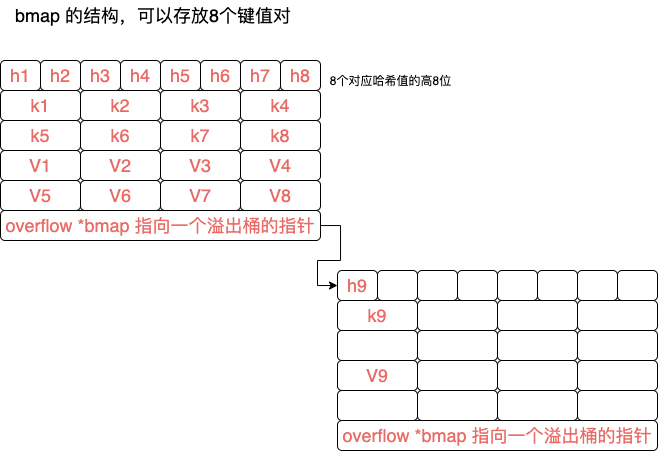 bmap 的结构，可以存放8个键值对
h1 h2 h3 h4 h5 h6 h7 h8
8个对应哈希值的高8位
k1 k2 k3 k4
k5 k6 k7 k8
V1 V2 V3 V4
V5 V6 V7 V8
overflow *bmap 指向一个溢出桶的指针
h9
k9
V9
overflow *bmap 指向一个溢出桶的指针